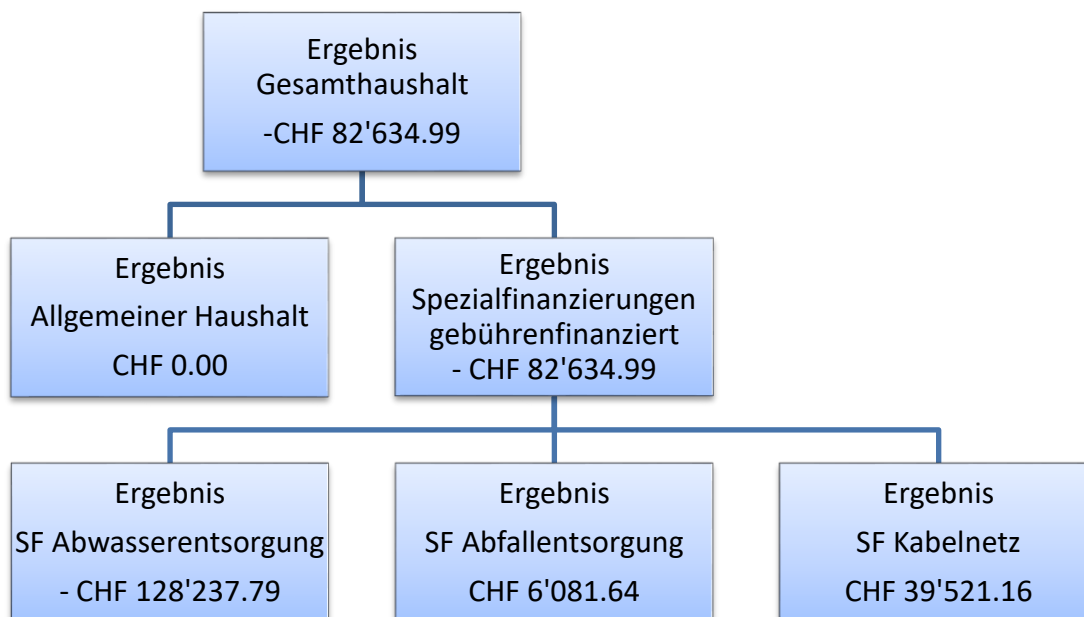 Ergebnis
Gesamthaushalt
-CHF 82'634.99
Ergebnis
Allgemeiner Haushalt
CHF 0.00
Ergebnis
Spezialfinanzierungen
gebührenfinanziert
- CHF 82'634.99
Ergebnis
SF Abwasserentsorgung
- CHF 128'237.79
Ergebnis
SF Abfallentsorgung
CHF 6'081.64
Ergebnis
SF Kabelnetz
CHF 39'521.16